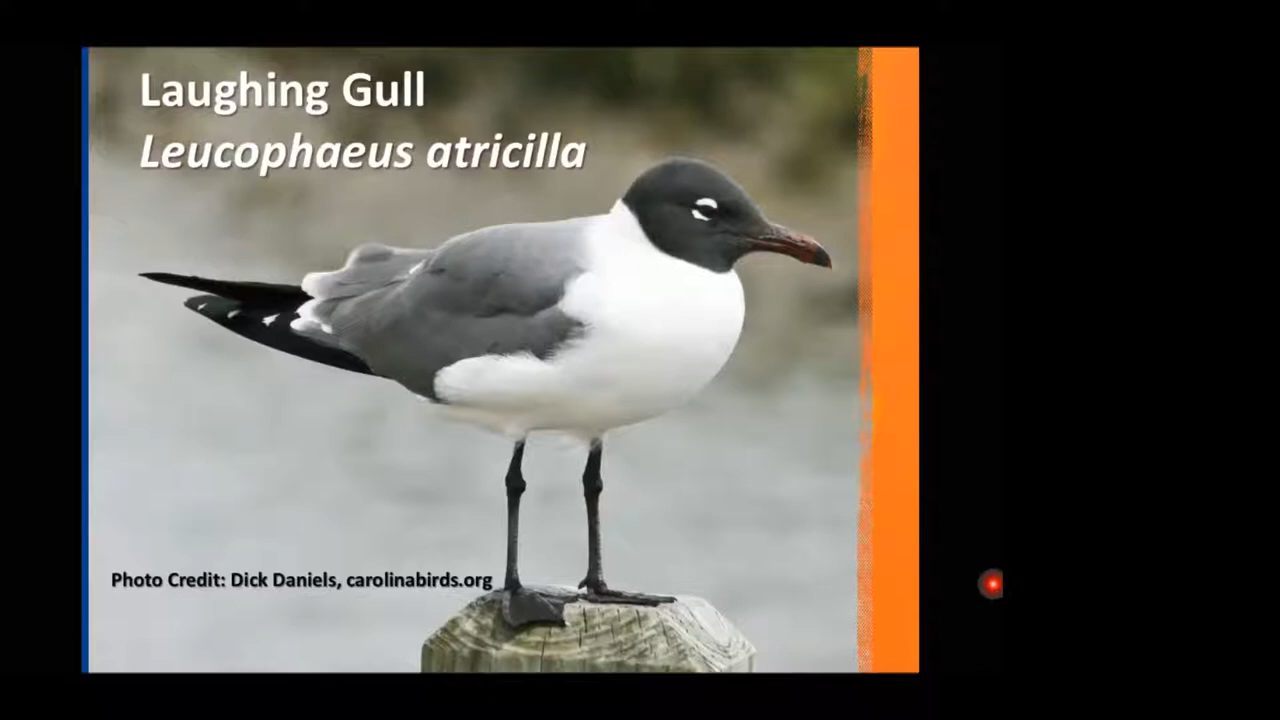 Laughing Gull
Leucophaeus atricilla
Photo Credit: Dick Daniels, carolinabirds.org